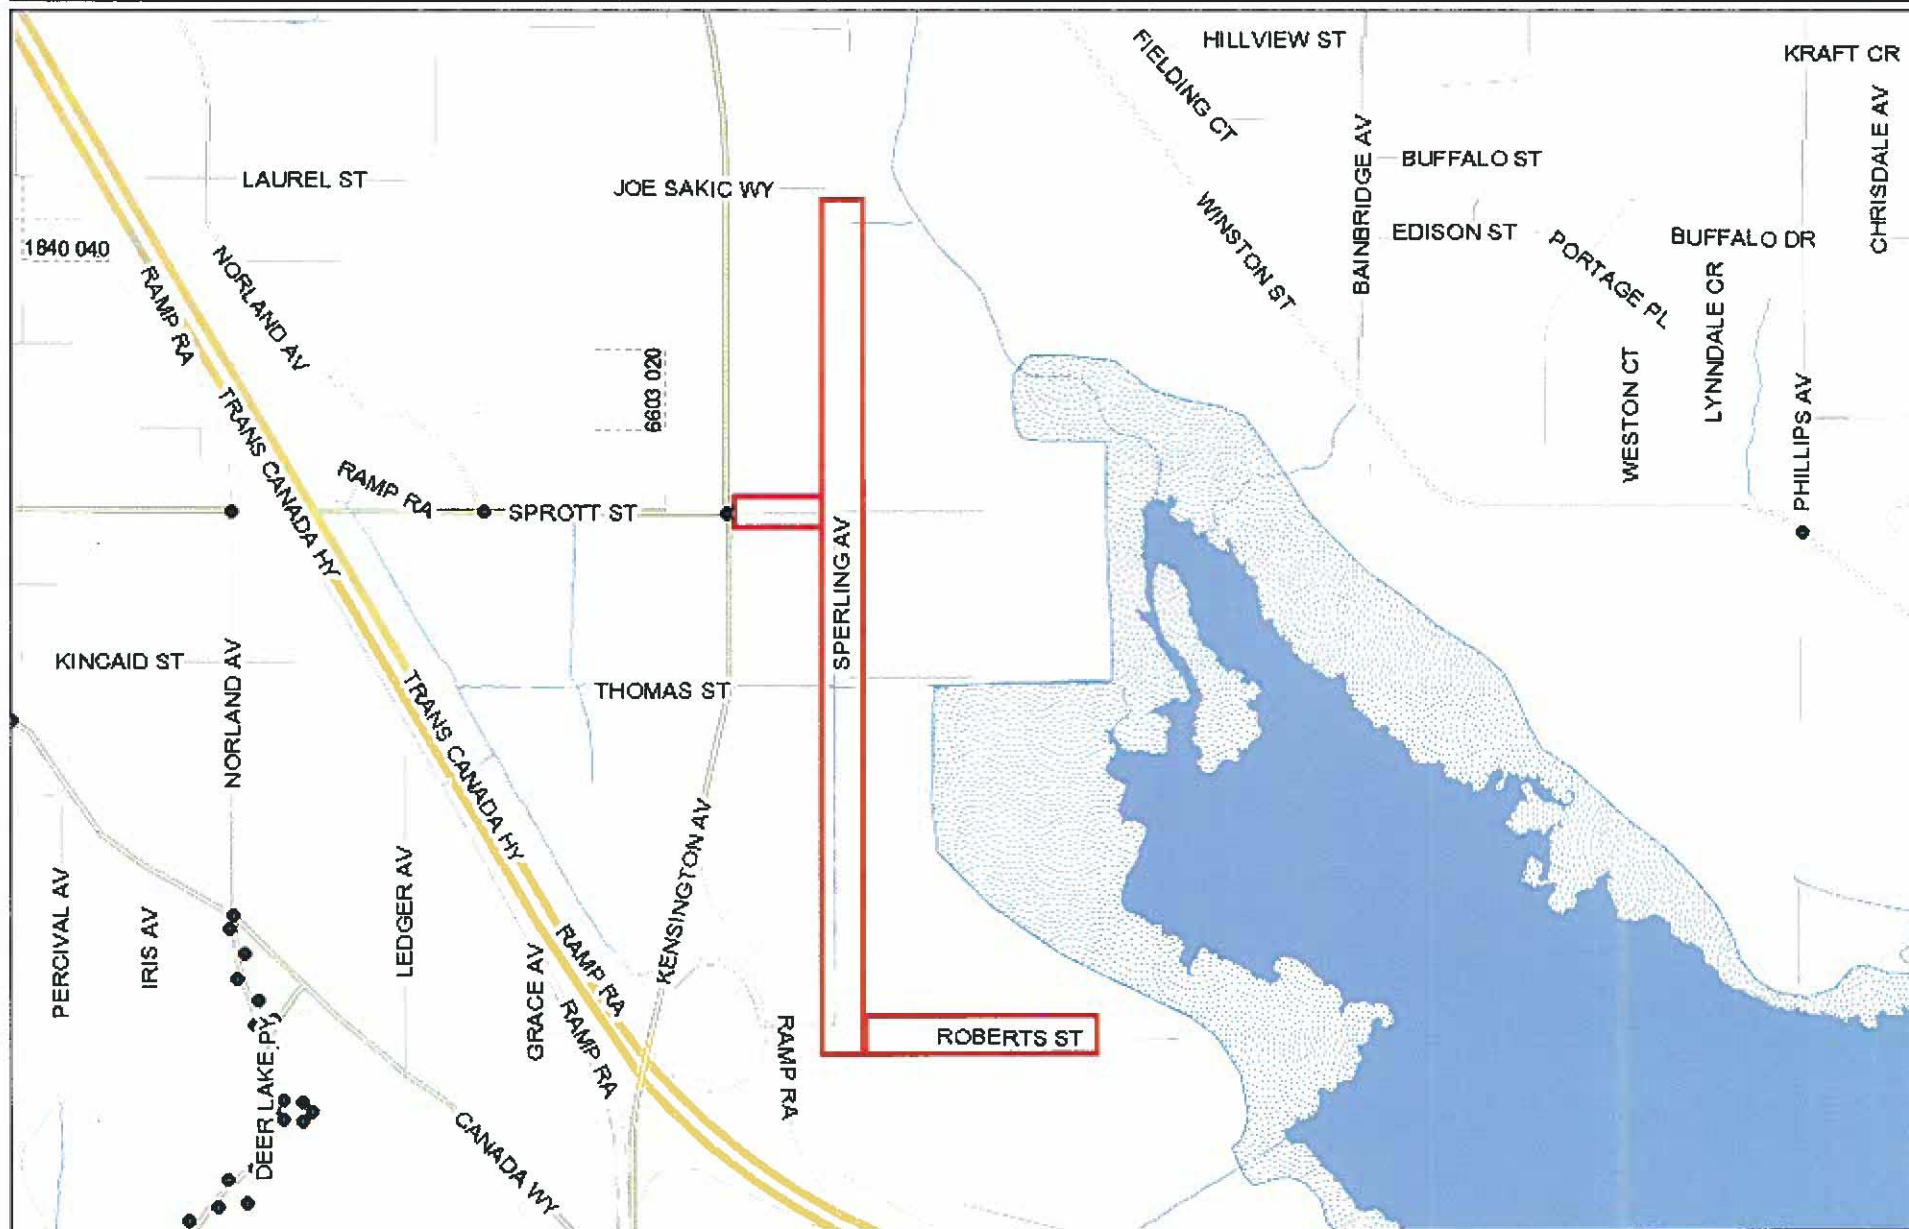 HILLVIEW ST
KRAFT CR
FIELDING CT
CHRISDALE AV
BAINBRIDGE AV
BUFFALO ST
LAUREL ST
JOE SAKIC WY
WINSTON ST
EDISON ST
PORTAGE PL
BUFFALO DR
1840 040
NORLAND AV
RAMP RA
LYNNDALE CR
6603 020
WESTON CT
PHILLIPS AV
TRANS CANADA HY
RAMP RA
SPROTT ST
SPERLING AV
KINCAID ST
NORLAND AV
THOMAS ST
TRANS CANADA HY
KENSINGTON AV
PERCIVAL AV
IRIS AV
LEDGER AV
GRACE AV
RAMP RA
RAMP RA
RAMP RA
ROBERTS ST
DEER LAKE PY
CANADA WY